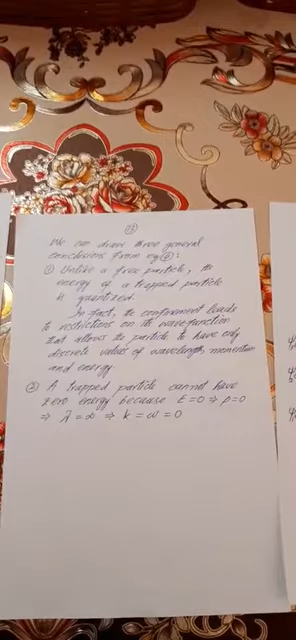 We can draw three general
conclusions from eq④:
① Unlike a free particle, the
energy of a trapped particle
is quantized.
In fact, the confinement leads
to restrictions on its wavefunction
that allows the particle to have only
discrete values of wavelength, momentum
and energy.
② A trapped particle cannot have
zero energy because E=0 ⇒ p=0
⇒ λ = ∞ ⇒ k = ω = 0